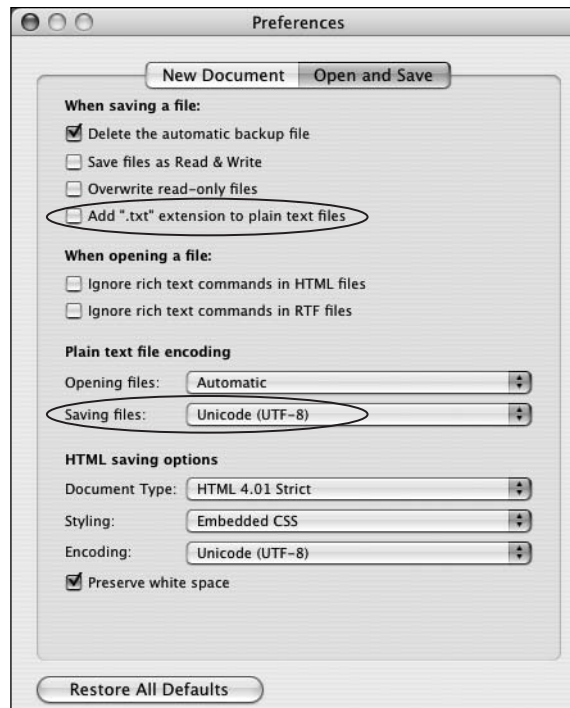 Preferences
New Document Open and Save
When saving a file:
Delete the automatic backup file
Save files as Read & Write
Overwrite read-only files
Add ".txt" extension to plain text files
When opening a file:
Ignore rich text commands in HTML files
Ignore rich text commands in RTF files
Plain text file encoding
Opening files: Automatic
Saving files: Unicode (UTF-8)
HTML saving options
Document Type: HTML 4.01 Strict
Styling: Embedded CSS
Encoding: Unicode (UTF-8)
Preserve white space
Restore All Defaults